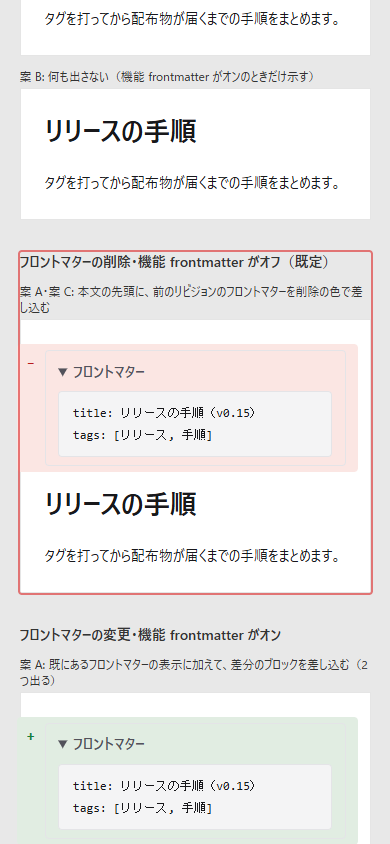 タグを打ってから配布物が届くまでの手順をまとめます。
案 B: 何も出さない（機能 frontmatter がオンのときだけ示す）
リリースの手順
タグを打ってから配布物が届くまでの手順をまとめます。
フロントマターの削除・機能 frontmatter がオフ（既定）
案 A・案 C: 本文の先頭に、前のリビジョンのフロントマターを削除の色で差
し込む
−
▼ フロントマター
title: リリースの手順（v0.15）
tags: [リリース, 手順]
リリースの手順
タグを打ってから配布物が届くまでの手順をまとめます。
フロントマターの変更・機能 frontmatter がオン
案 A: 既にあるフロントマターの表示に加えて、差分のブロックを差し込む（2
つ出る）
+
▼ フロントマター
title: リリースの手順（v0.15）
tags: [リリース, 手順]